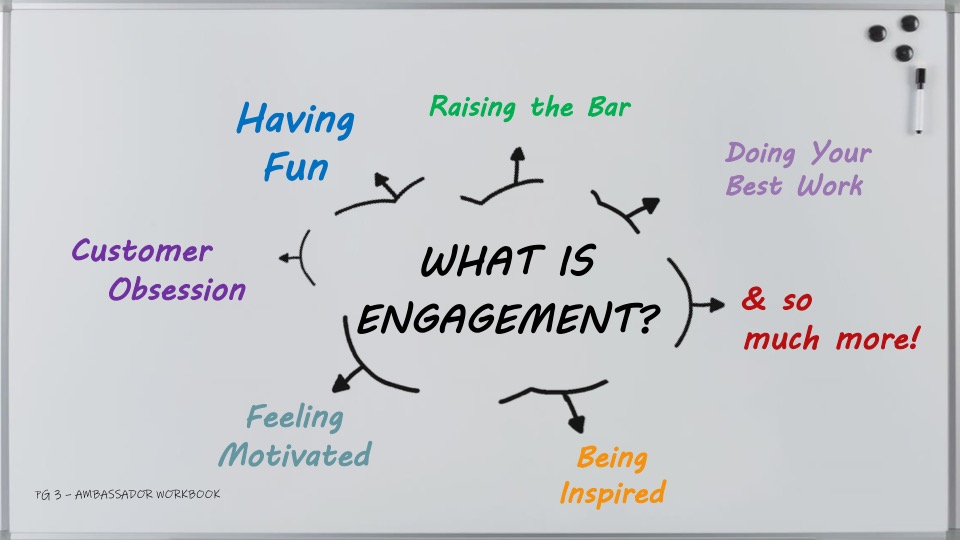 Having
Fun
Raising the Bar
Doing Your
Best Work
Customer
Obsession
WHAT IS
ENGAGEMENT?
& so
much more!
Feeling
Motivated
Being
Inspired
PG 3 – AMBASSADOR WORKBOOK